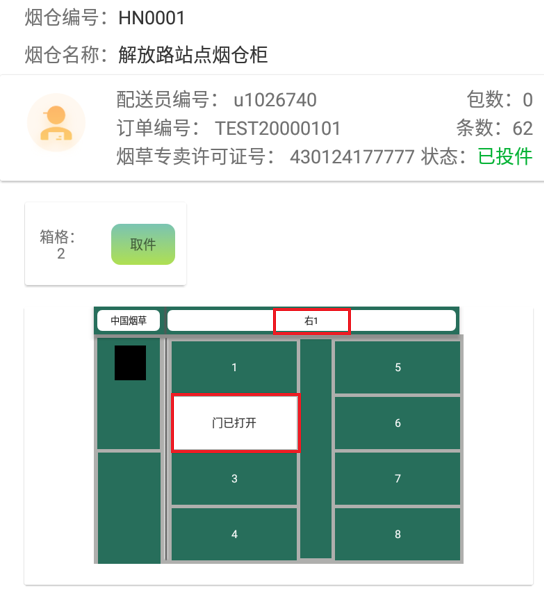 烟仓编号：HN0001
烟仓名称：解放路站点烟仓柜
配送员编号： u1026740 包数：0
订单编号： TEST20000101 条数：62
烟草专卖许可证号： 430124177777 状态：已投件
箱格：
2
取件
中国烟草 右1
1 5
门已打开 6
3 7
4 8